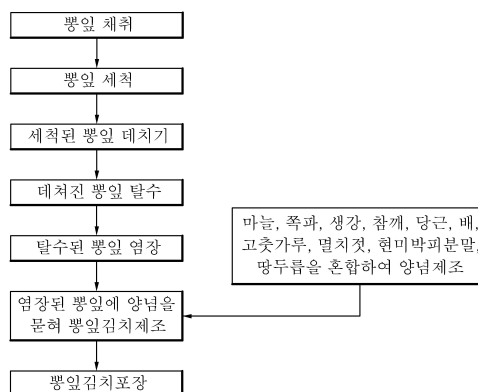 뽕잎 채취
뽕잎 세척
세척된 뽕잎 데치기
데쳐진 뽕잎 탈수
탈수된 뽕잎 염장
마늘, 쪽파, 생강, 참깨, 당근, 배,
고춧가루, 멸치젓, 현미박피분말,
땅두릅을 혼합하여 양념제조
염장된 뽕잎에 양념을
묻혀 뽕잎김치제조
뽕잎김치포장